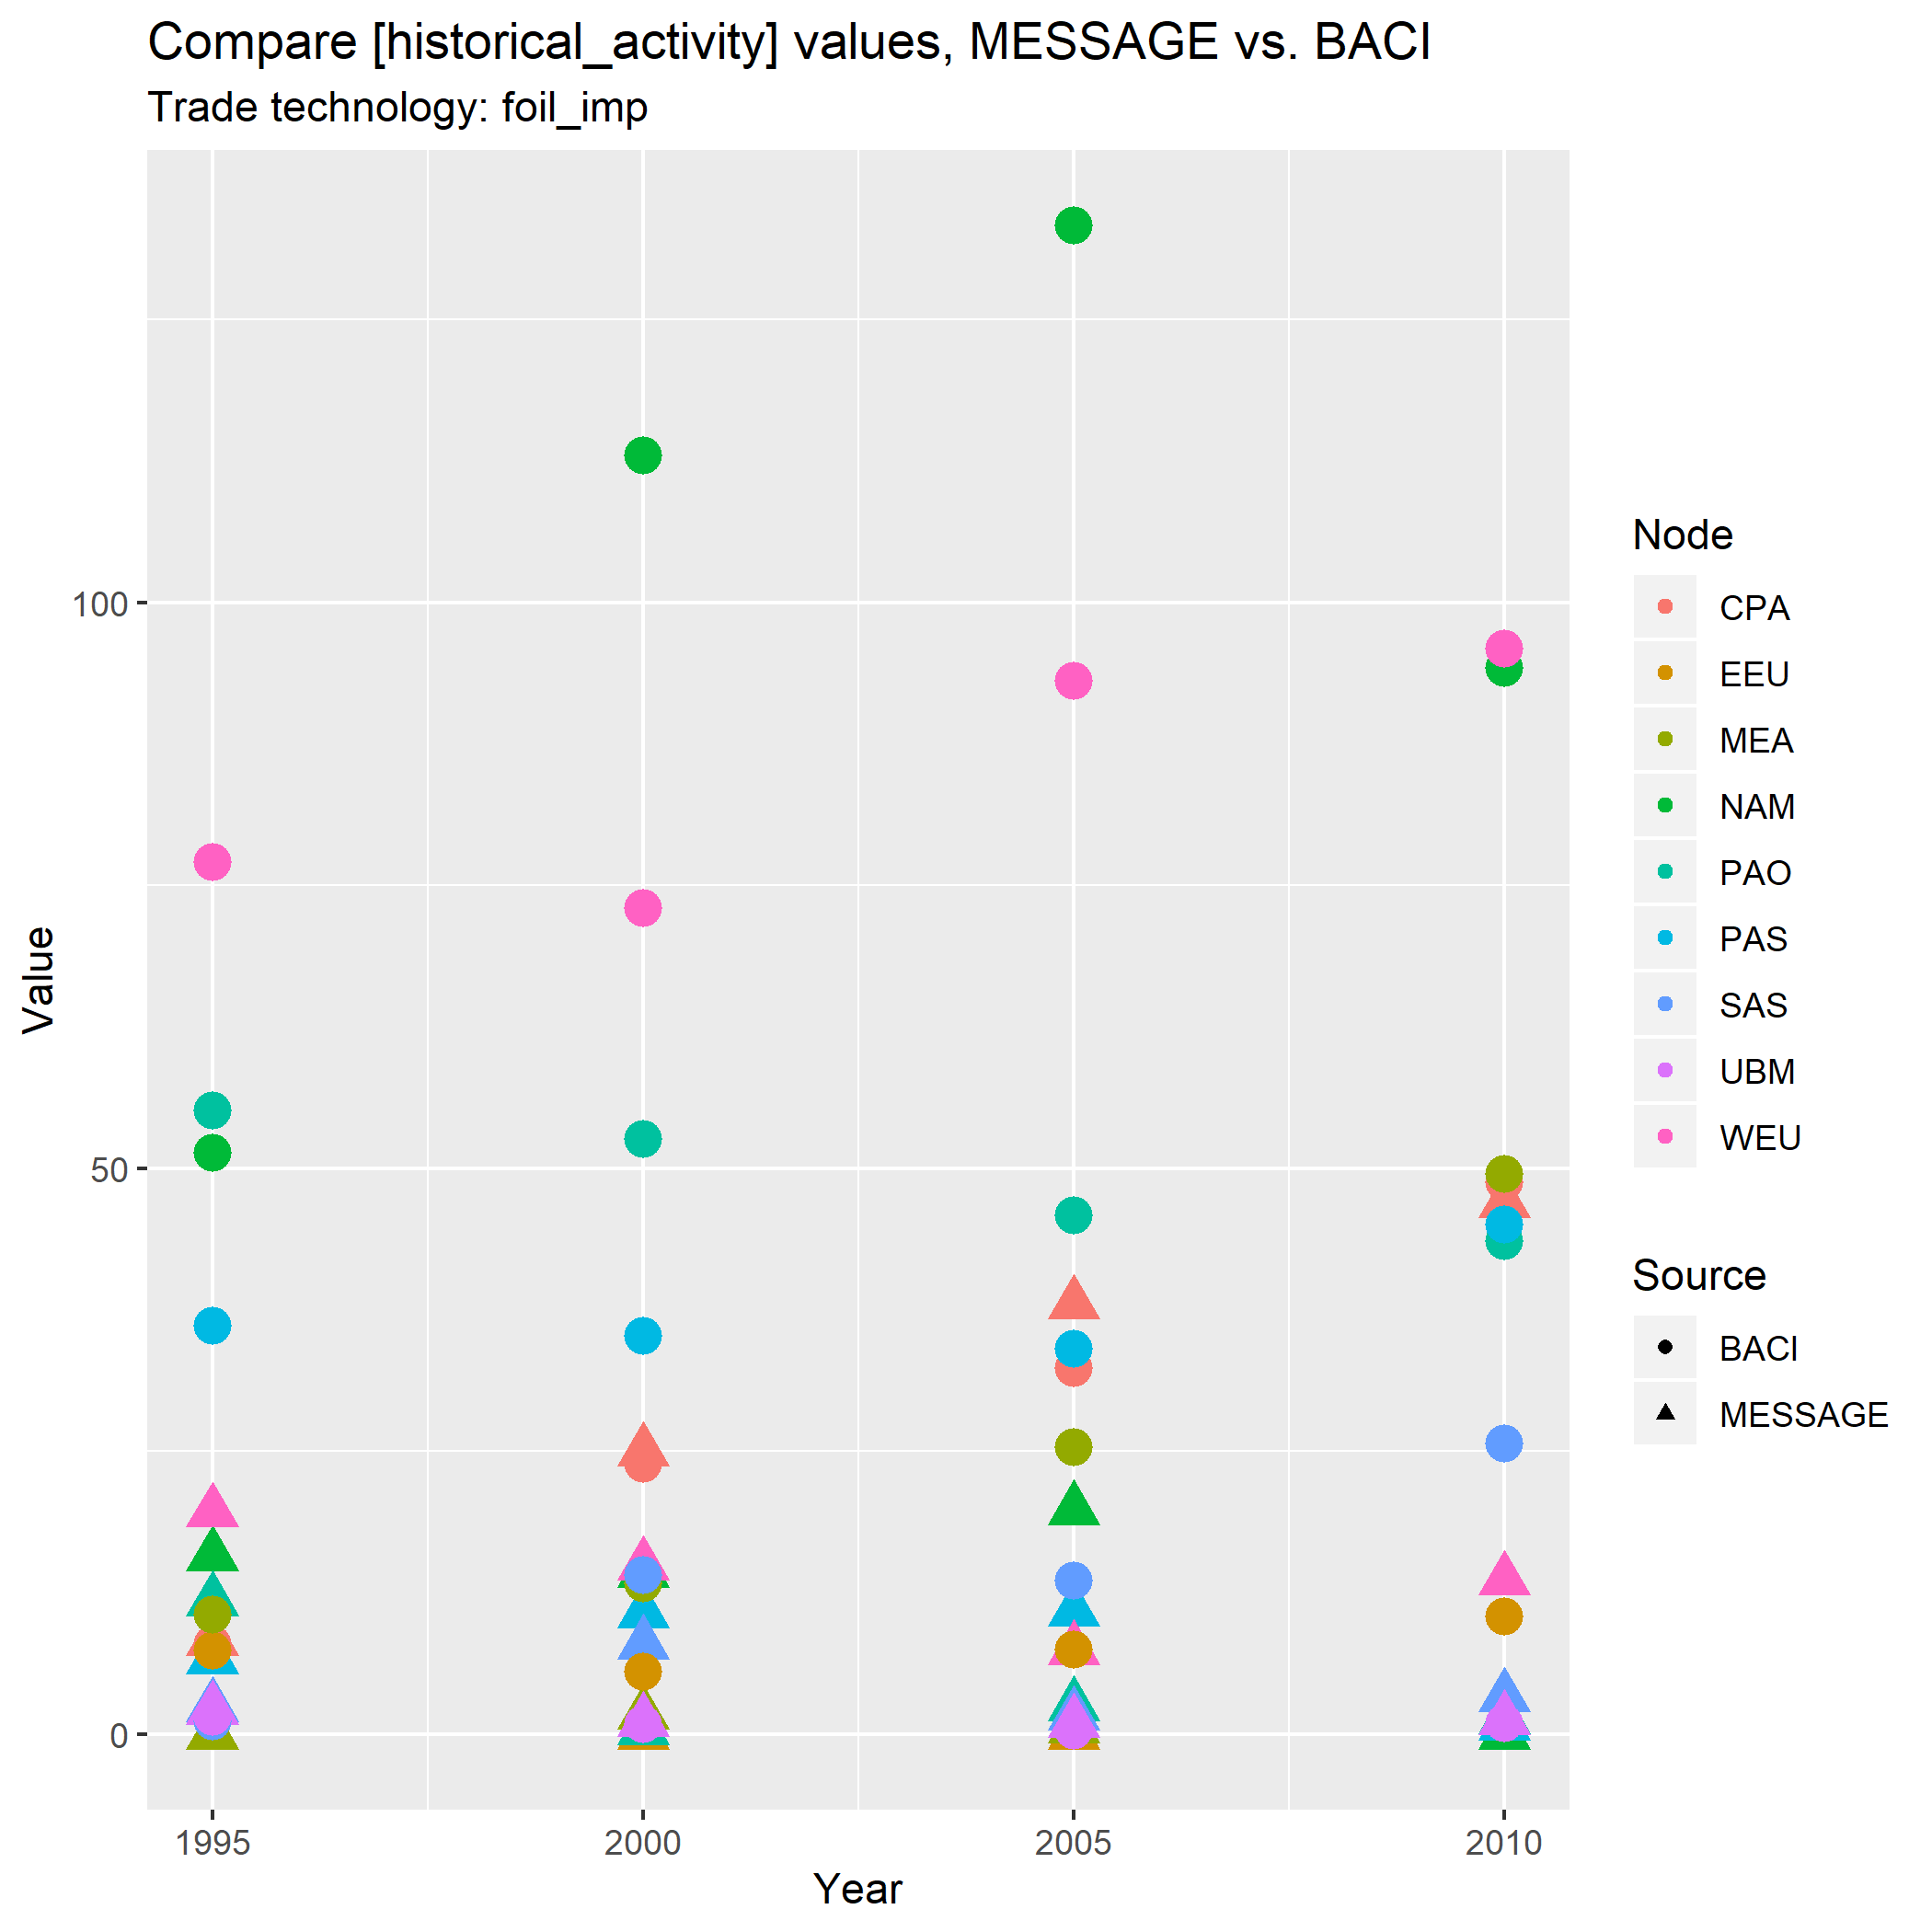 Compare [historical_activity] values, MESSAGE vs. BACI
Trade technology: foil_imp
100
50
0
Value
1995
2000
2005
2010
Year
Node
CPA
EEU
MEA
NAM
PAO
PAS
SAS
UBM
WEU
Source
BACI
MESSAGE